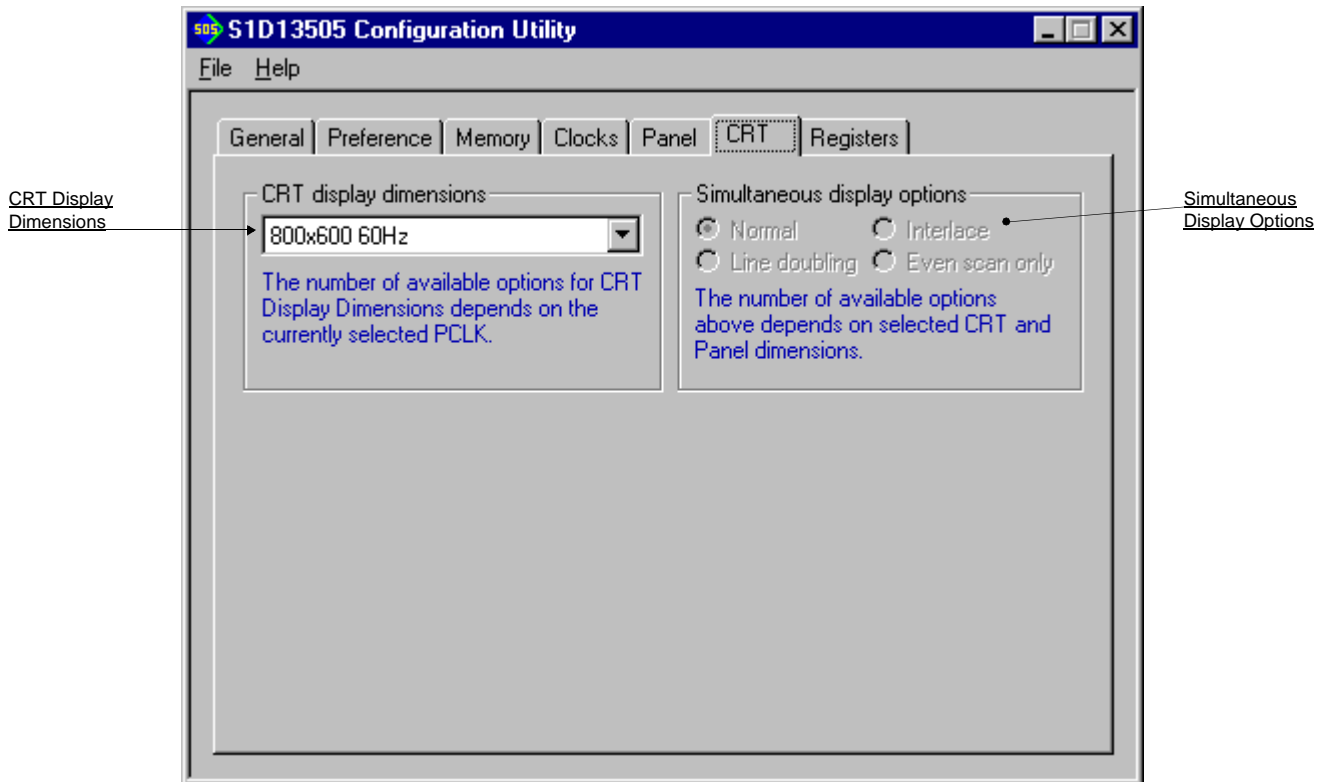 505 S1D13505 Configuration Utility
File Help
General Preference Memory Clocks Panel CRT Registers
CRT Display
Dimensions
CRT display dimensions
800x600 60Hz
The number of available options for CRT
Display Dimensions depends on the
currently selected PCLK.
Simultaneous display options
Normal Interlace
Line doubling Even scan only
The number of available options
above depends on selected CRT and
Panel dimensions.
Simultaneous
Display Options